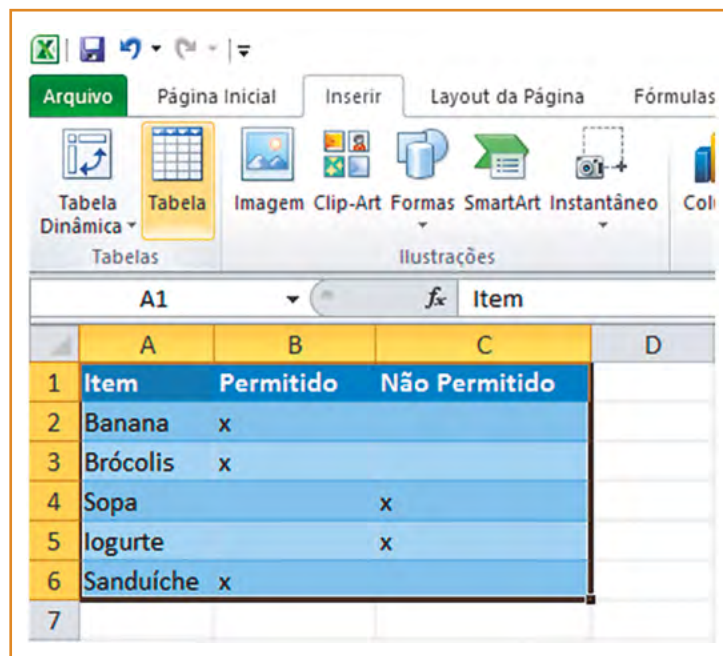 Arquivo Página Inicial Inserir Layout da Página Fórmulas
Tabela Dinâmica Tabela Imagem Clip-Art Formas SmartArt Instantâneo
Tabelas Ilustrações
A1 fx Item
A B C D
1 Item Permitido Não Permitido
2 Banana x
3 Brócolis x
4 Sopa x
5 Iogurte x
6 Sanduíche x
7